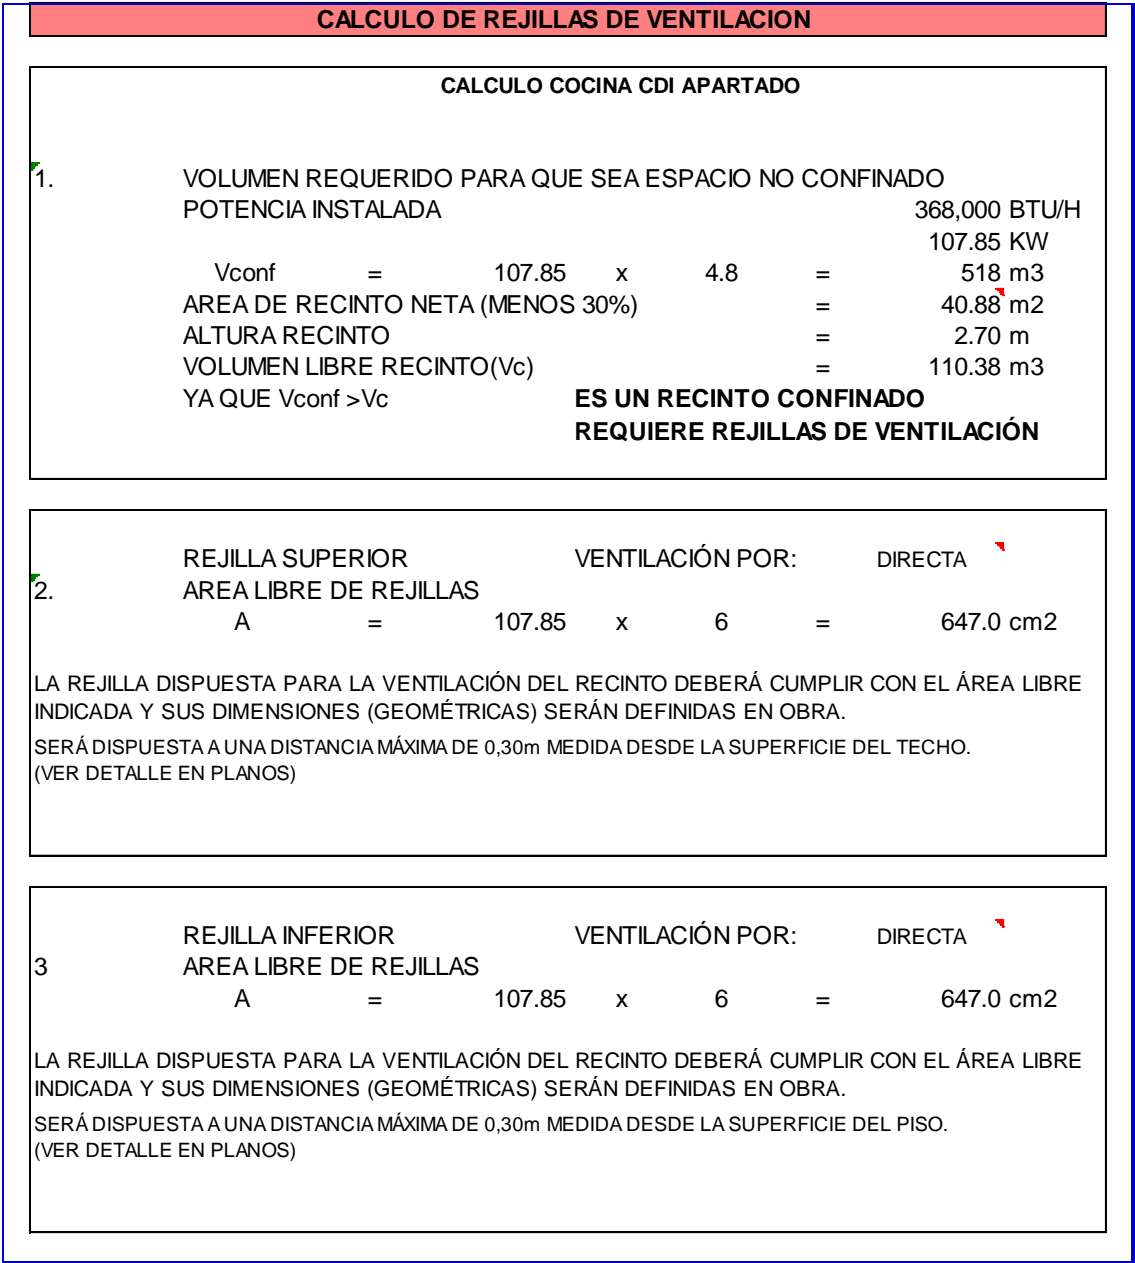 CALCULO DE REJILLAS DE VENTILACION
CALCULO COCINA CDI APARTADO
1. VOLUMEN REQUERIDO PARA QUE SEA ESPACIO NO CONFINADO
POTENCIA INSTALADA 368,000 BTU/H
107.85 KW
Vconf = 107.85 x 4.8 = 518 m3
AREA DE RECINTO NETA (MENOS 30%) = 40.88 m2
ALTURA RECINTO = 2.70 m
VOLUMEN LIBRE RECINTO(Vc) = 110.38 m3
YA QUE Vconf >Vc ES UN RECINTO CONFINADO
REQUIERE REJILLAS DE VENTILACIÓN
REJILLA SUPERIOR VENTILACIÓN POR: DIRECTA
2. AREA LIBRE DE REJILLAS
A = 107.85 x 6 = 647.0 cm2
LA REJILLA DISPUESTA PARA LA VENTILACIÓN DEL RECINTO DEBERÁ CUMPLIR CON EL ÁREA LIBRE
INDICADA Y SUS DIMENSIONES (GEOMÉTRICAS) SERÁN DEFINIDAS EN OBRA.
SERÁ DISPUESTA A UNA DISTANCIA MÁXIMA DE 0,30m MEDIDA DESDE LA SUPERFICIE DEL TECHO.
(VER DETALLE EN PLANOS)
REJILLA INFERIOR VENTILACIÓN POR: DIRECTA
3 AREA LIBRE DE REJILLAS
A = 107.85 x 6 = 647.0 cm2
LA REJILLA DISPUESTA PARA LA VENTILACIÓN DEL RECINTO DEBERÁ CUMPLIR CON EL ÁREA LIBRE
INDICADA Y SUS DIMENSIONES (GEOMÉTRICAS) SERÁN DEFINIDAS EN OBRA.
SERÁ DISPUESTA A UNA DISTANCIA MÁXIMA DE 0,30m MEDIDA DESDE LA SUPERFICIE DEL PISO.
(VER DETALLE EN PLANOS)